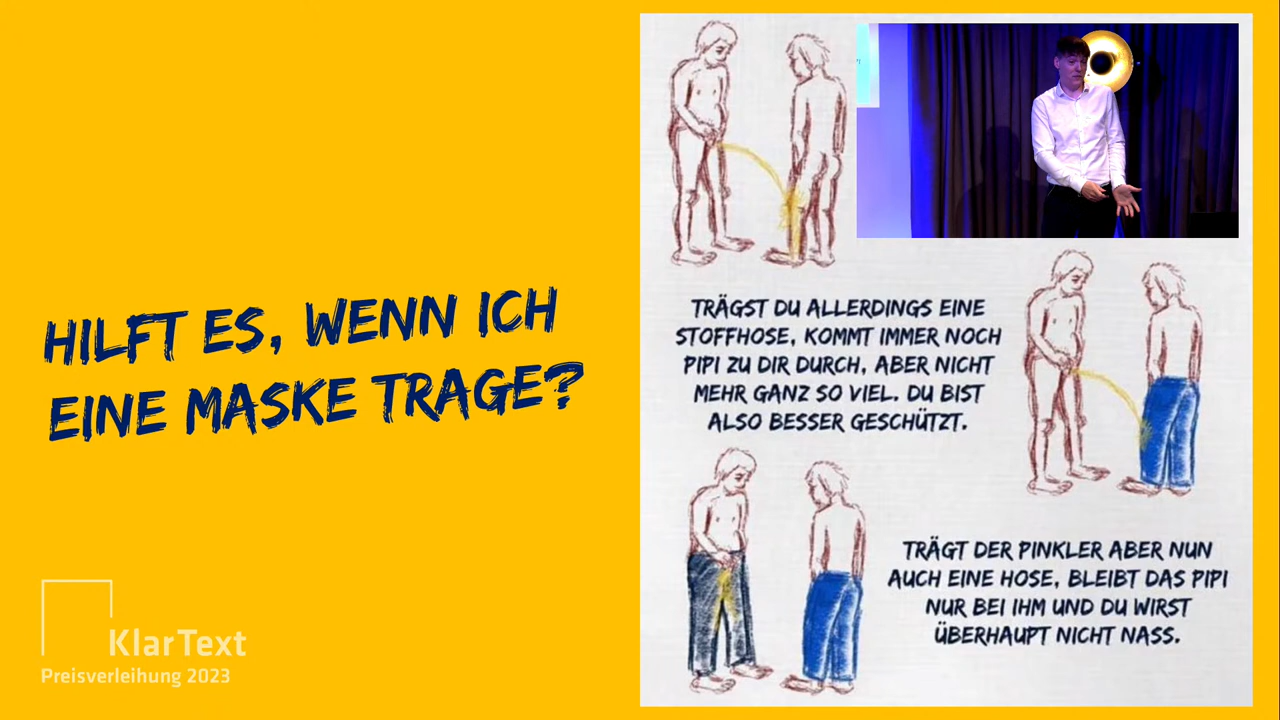 HILFT ES, WENN ICH
EINE MASKE TRAGE?
TRÄGST DU ALLERDINGS EINE
STOFFHOSE, KOMMT IMMER NOCH
PIPI ZU DIR DURCH, ABER NICHT
MEHR GANZ SO VIEL. DU BIST
ALSO BESSER GESCHÜTZT.
TRÄGT DER PINKLER ABER NUN
AUCH EINE HOSE, BLEIBT DAS PIPI
NUR BEI IHM UND DU WIRST
ÜBERHAUPT NICHT NASS.
KlarText
Preisverleihung 2023